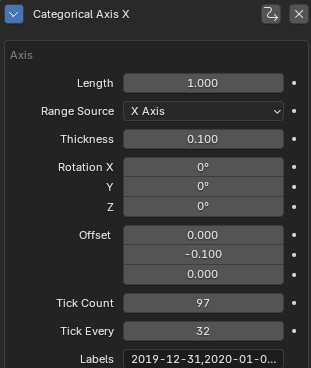 Categorical Axis X
Axis
Length 1.000
Range Source X Axis
Thickness 0.100
Rotation X 0°
Y 0°
Z 0°
Offset 0.000
-0.100
0.000
Tick Count 97
Tick Every 32
Labels 2019-12-31,2020-01-0...